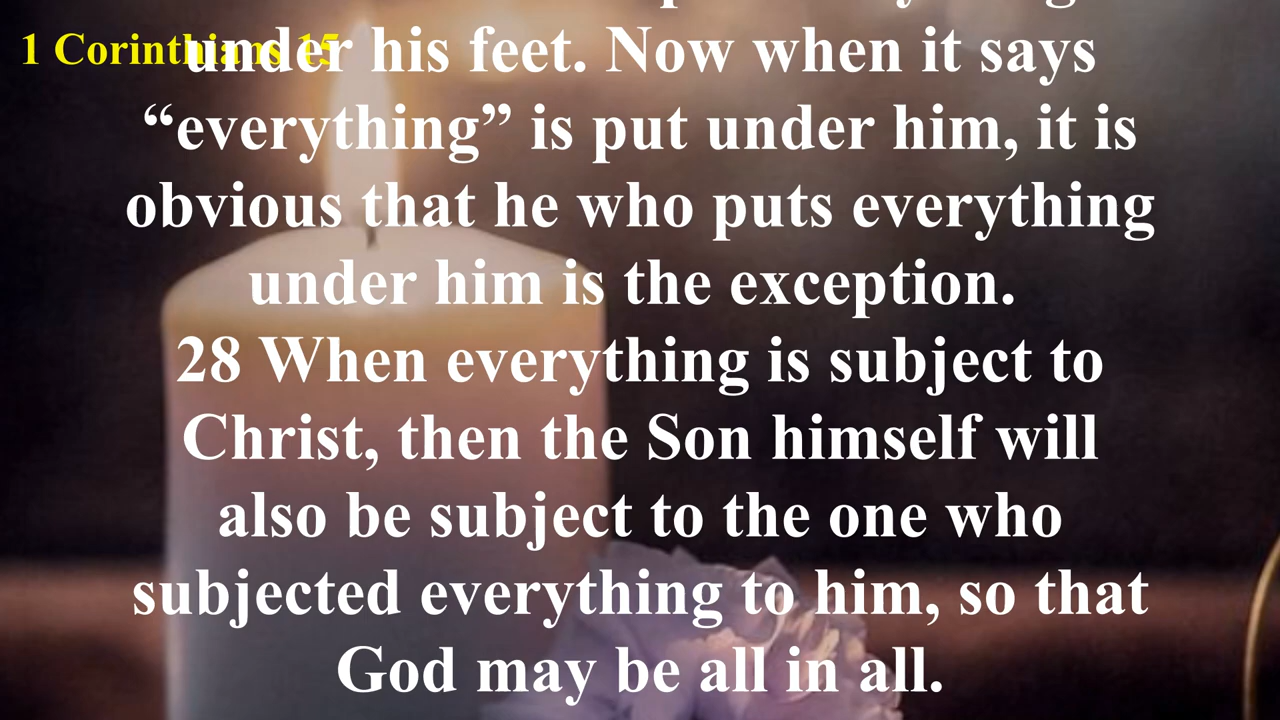 1 Corinthians 15
under his feet. Now when it says
“everything” is put under him, it is
obvious that he who puts everything
under him is the exception.
28 When everything is subject to
Christ, then the Son himself will
also be subject to the one who
subjected everything to him, so that
God may be all in all.